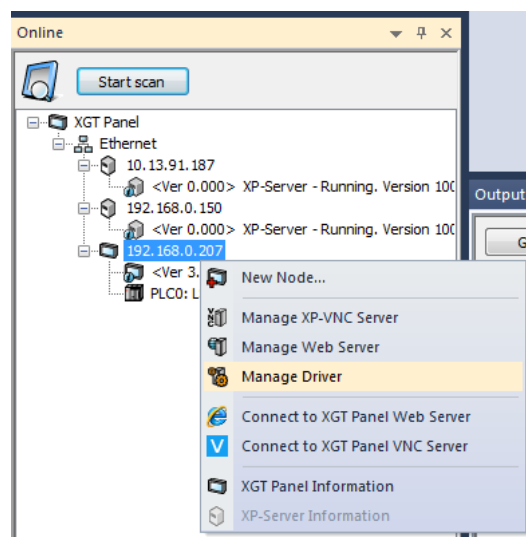 Online
Start scan
XGT Panel
Ethernet
10.13.91.187
<Ver 0.000> XP-Server - Running. Version 100
192.168.0.150
<Ver 0.000> XP-Server - Running. Version 100
192.168.0.207
<Ver 3.
PLC0: L
New Node...
Manage XP-VNC Server
Manage Web Server
Manage Driver
Connect to XGT Panel Web Server
Connect to XGT Panel VNC Server
XGT Panel Information
XP-Server Information
Output
G